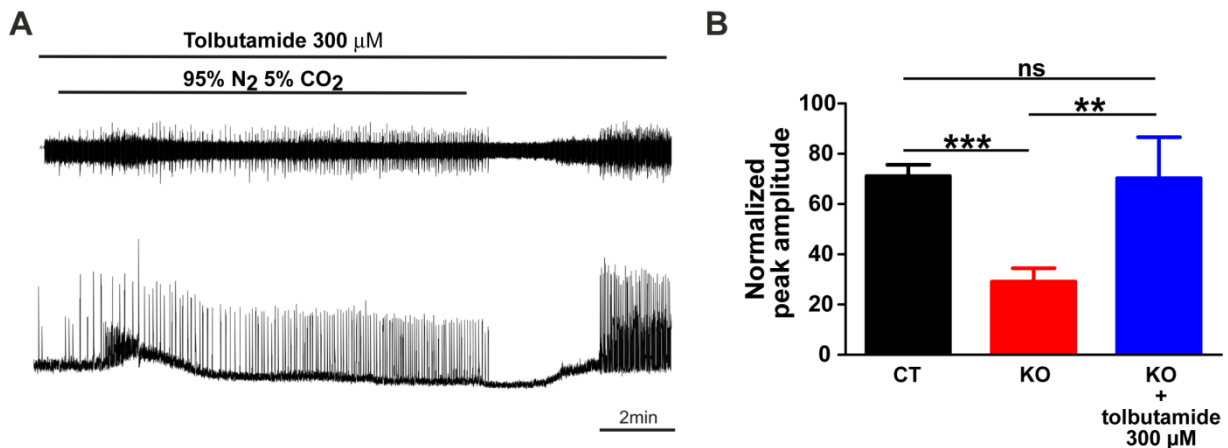 A
Tolbutamide 300 μM
95% N2 5% CO2
2min
B
ns
**
***
100
80
60
40
20
0
Normalized
peak amplitude
CT
KO
KO
+
tolbutamide
300 μM